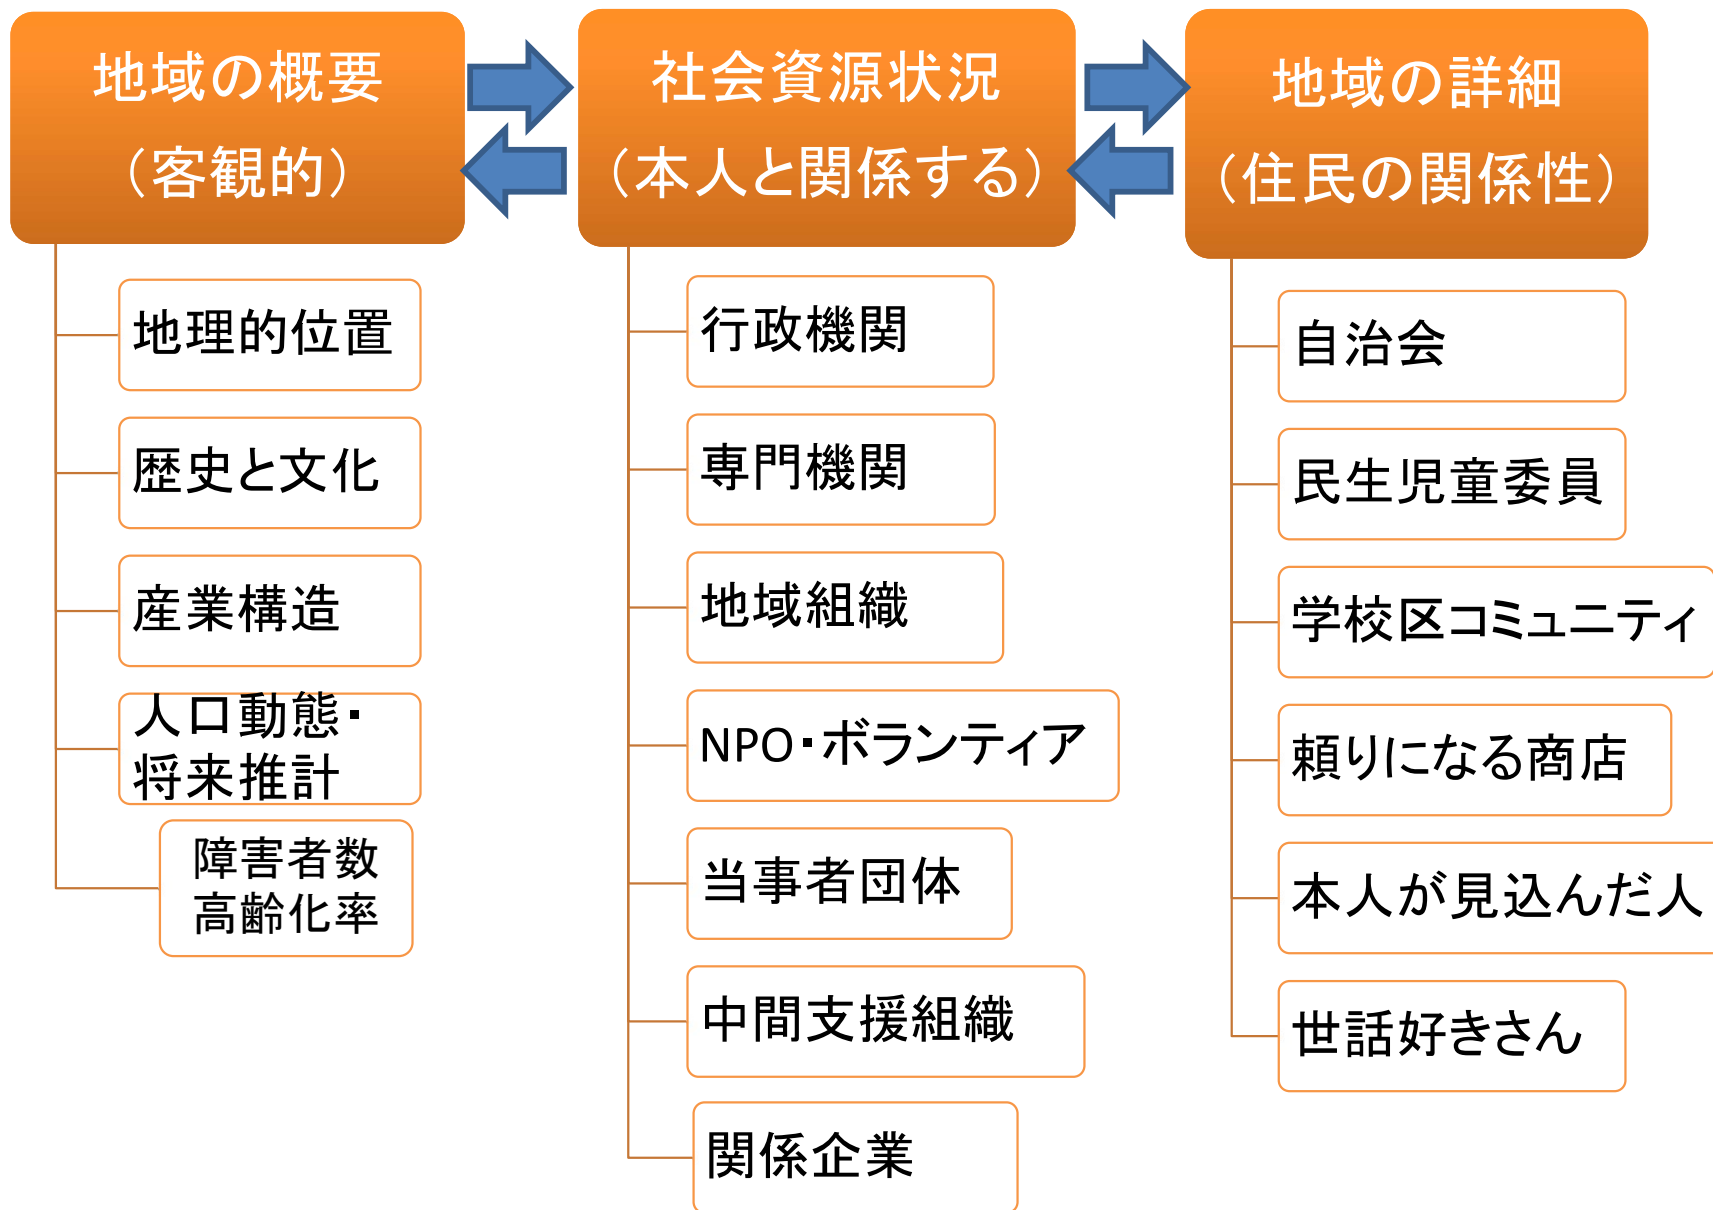 地域の概要
（客観的）
地理的位置
歴史と文化
産業構造
人口動態・
将来推計
障害者数
高齢化率
社会資源状況
（本人と関係する）
行政機関
専門機関
地域組織
NPO・ボランティア
当事者団体
中間支援組織
関係企業
地域の詳細
（住民の関係性）
自治会
民生児童委員
学校区コミュニティ
頼りになる商店
本人が見込んだ人
世話好きさん